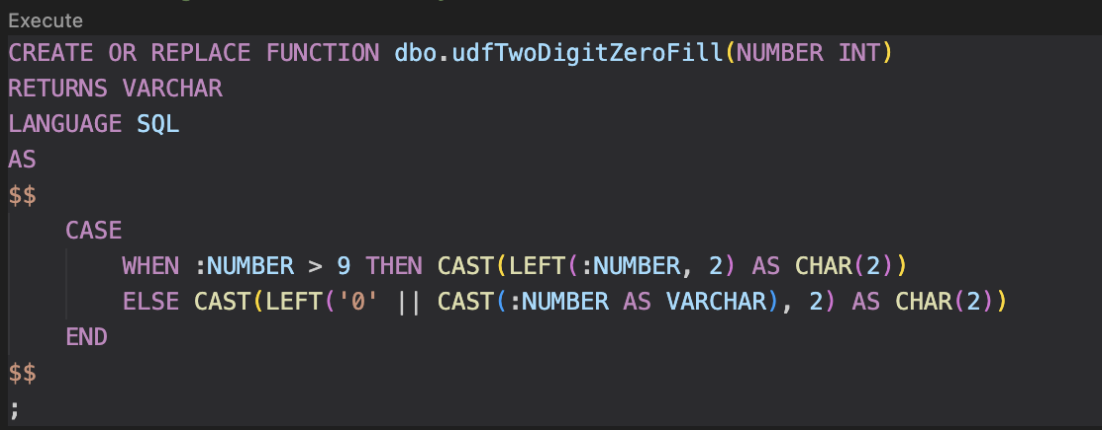 Execute
CREATE OR REPLACE FUNCTION dbo.udfTwoDigitZeroFill(NUMBER INT)
RETURNS VARCHAR
LANGUAGE SQL
AS
$$
    CASE
        WHEN :NUMBER > 9 THEN CAST(LEFT(:NUMBER, 2) AS CHAR(2))
        ELSE CAST(LEFT('0' || CAST(:NUMBER AS VARCHAR), 2) AS CHAR(2))
    END
$$
;